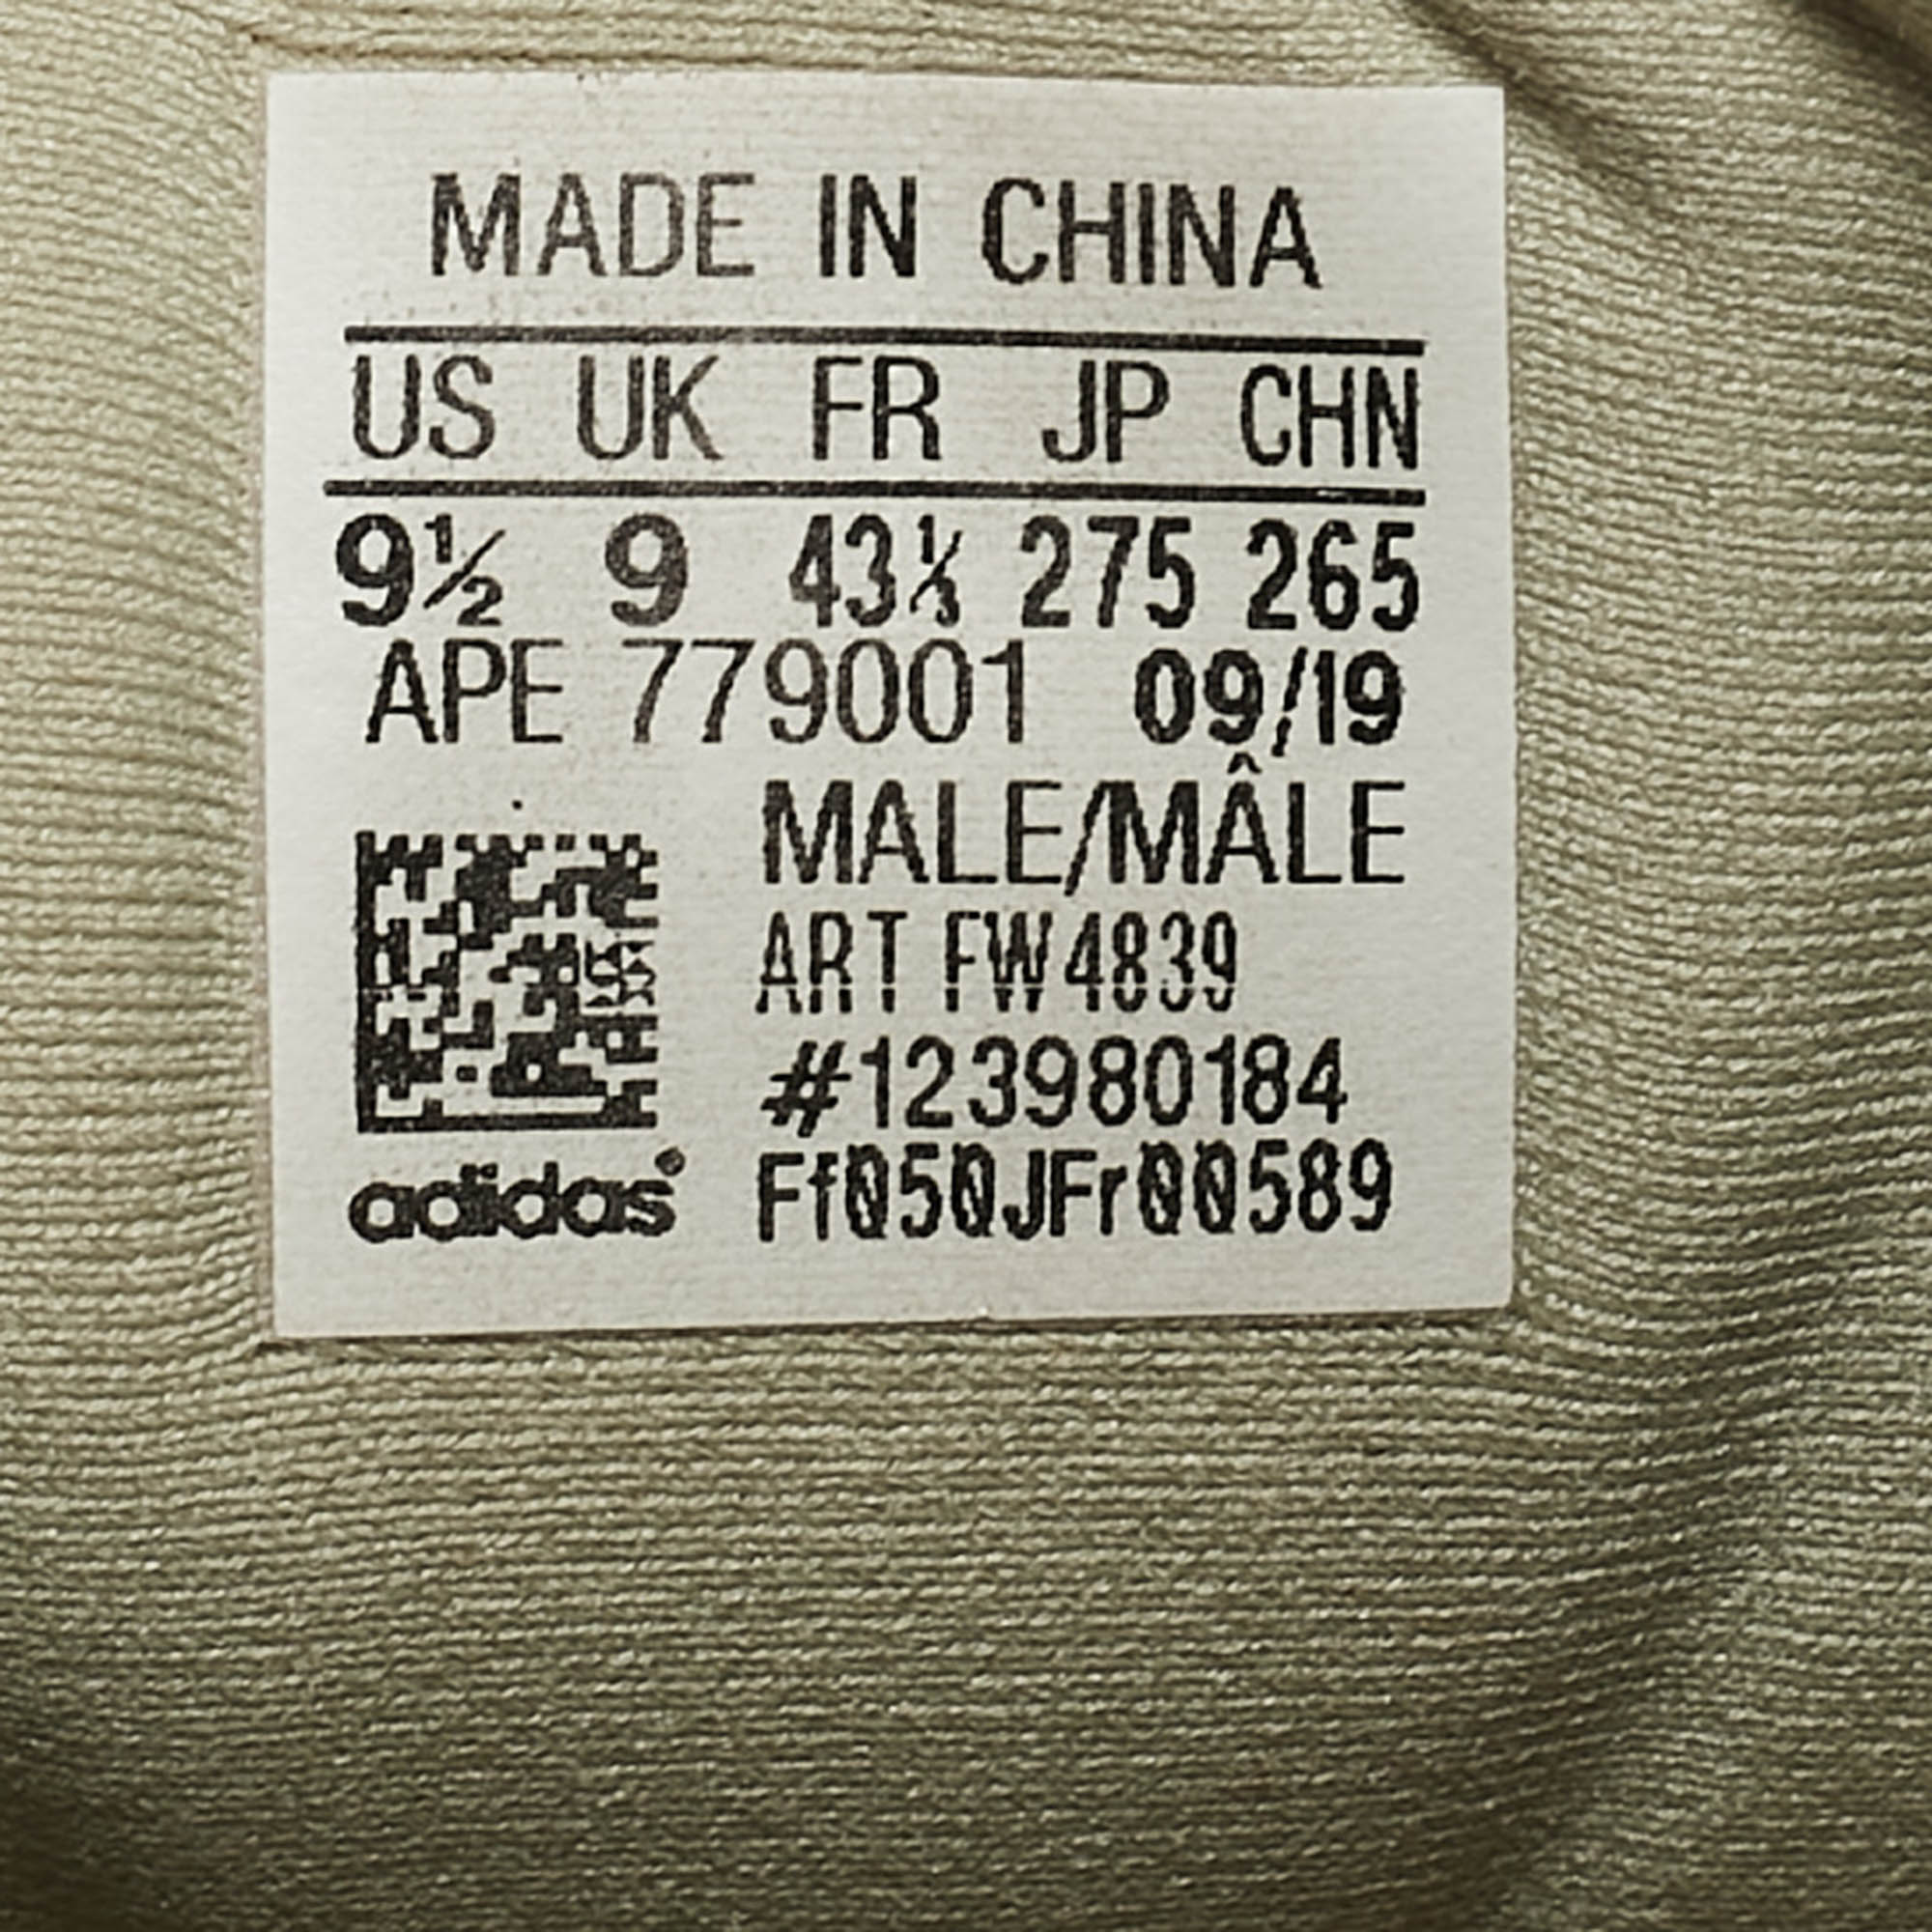 MADE IN CHINA
US UK FR JP CHN
9½ 9 43⅓ 275 265
APE 779001 09/19
MALE/MÂLE
ART FW4839
#123980184
adidas® Ff050JFr00589